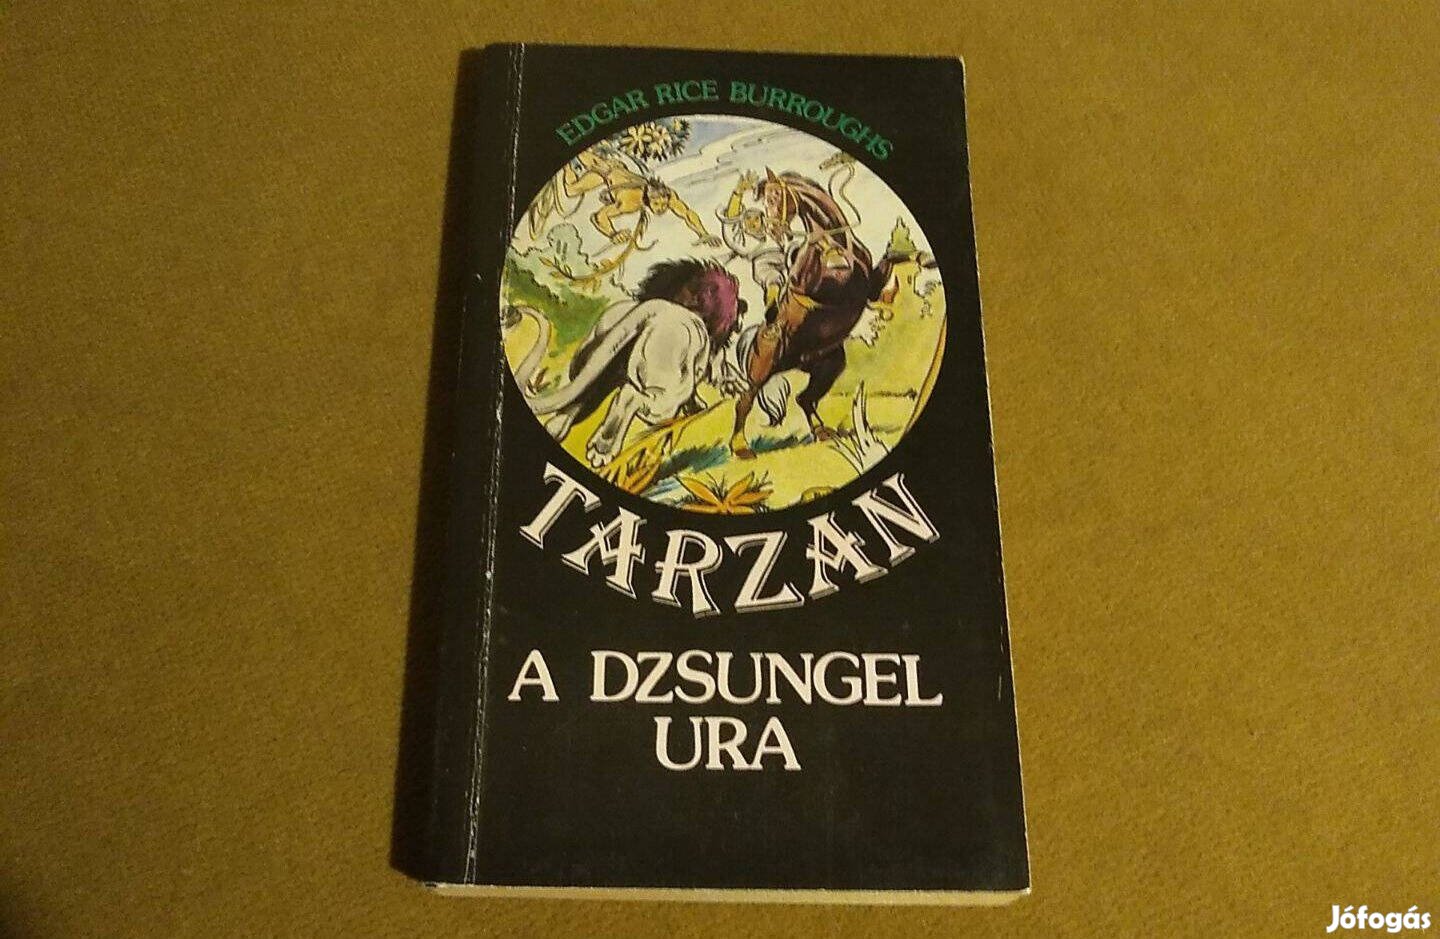 EDGAR RICE BURROUGHS
TARZAN
A DZSUNGEL
URA
Jófogás